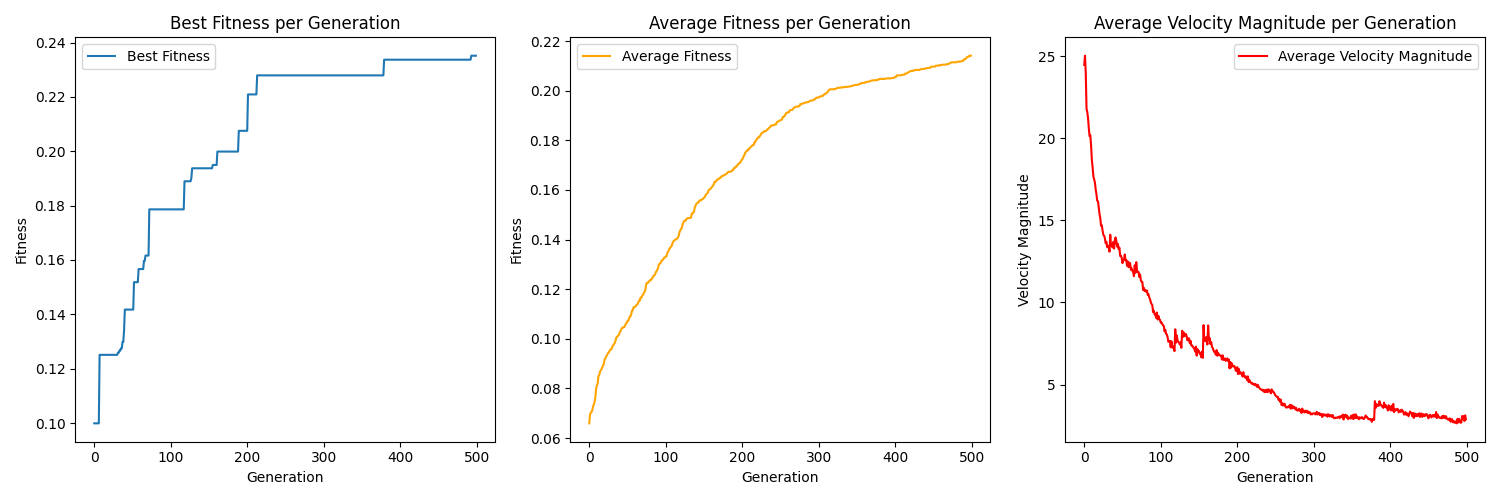 Best Fitness per Generation
Best Fitness
Fitness
0.24
0.22
0.20
0.18
0.16
0.14
0.12
0.10
0 100 200 300 400 500
Generation
Average Fitness per Generation
Average Fitness
Fitness
0.22
0.20
0.18
0.16
0.14
0.12
0.10
0.08
0.06
0 100 200 300 400 500
Generation
Average Velocity Magnitude per Generation
Average Velocity Magnitude
Velocity Magnitude
25
20
15
10
5
0 100 200 300 400 500
Generation